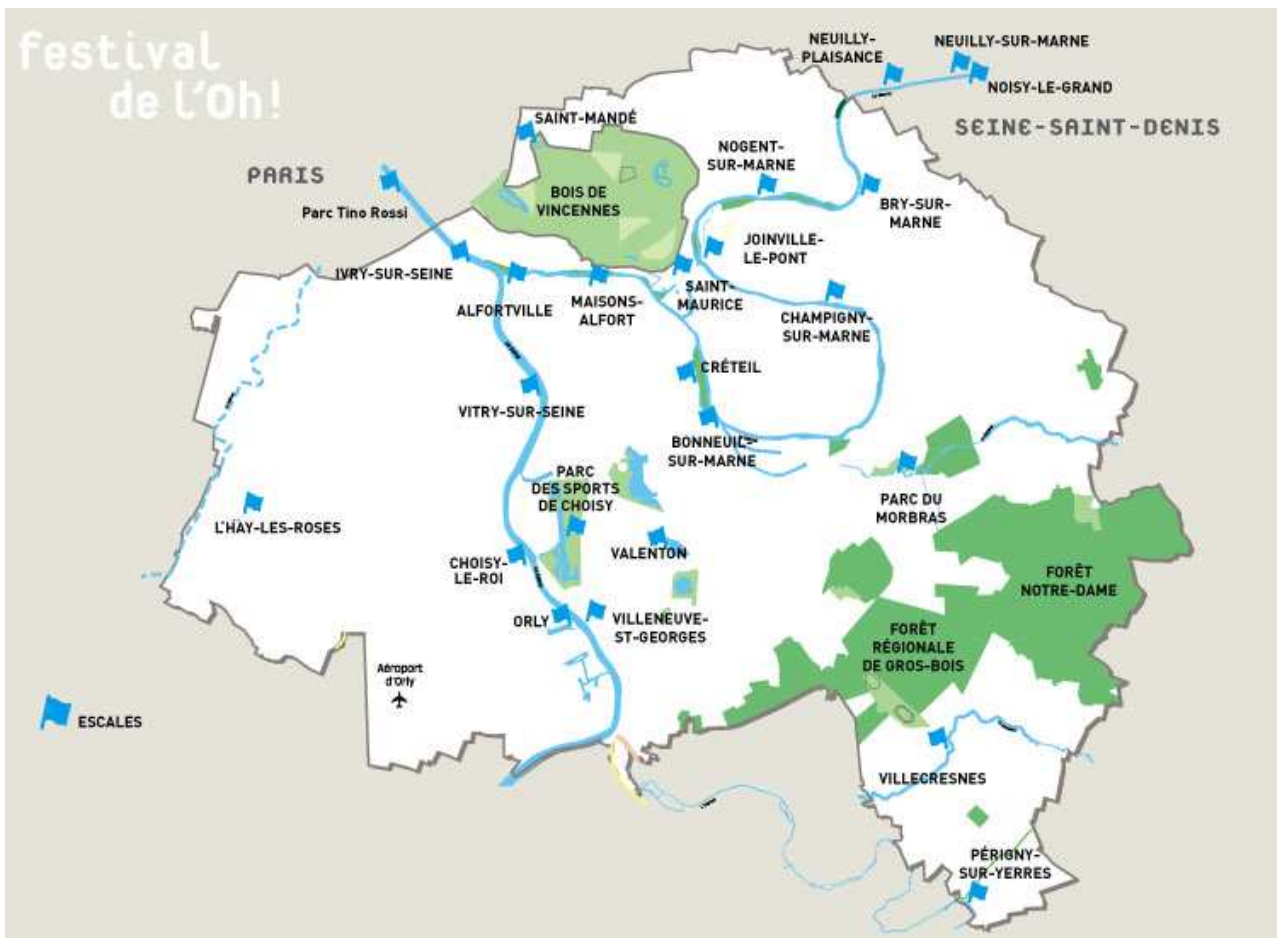 festival
de l'Oh!
NEUILLY-
PLAISANCE
NEUILLY-SUR-MARNE
NOISY-LE-GRAND
SEINE-SAINT-DENIS
SAINT-MANDÉ
NOGENT-
SUR-MARNE
PARIS
Parc Tino Rossi
BOIS DE
VINCENNES
BRY-SUR-
MARNE
JOINVILLE-
LE-PONT
IVRY-SUR-SEINE
ALFORTVILLE
MAISONS-
ALFORT
SAINT-
MAURICE
CHAMPIGNY-
SUR-MARNE
CRÉTEIL
VITRY-SUR-SEINE
BONNEUIL-
SUR-MARNE
PARC
DES SPORTS
DE CHOISY
PARC DU
MORBRAS
L'HAY-LES-ROSES
CHOISY-
LE-ROI
VALENTON
FORÊT
NOTRE-DAME
ORLY
VILLENEUVE-
ST-GEORGES
FORÊT
RÉGIONALE
DE GROS-BOIS
Aéroport
d'Orly
ESCALES
VILLECRESNES
PÉRIGNY-
SUR-YERRES